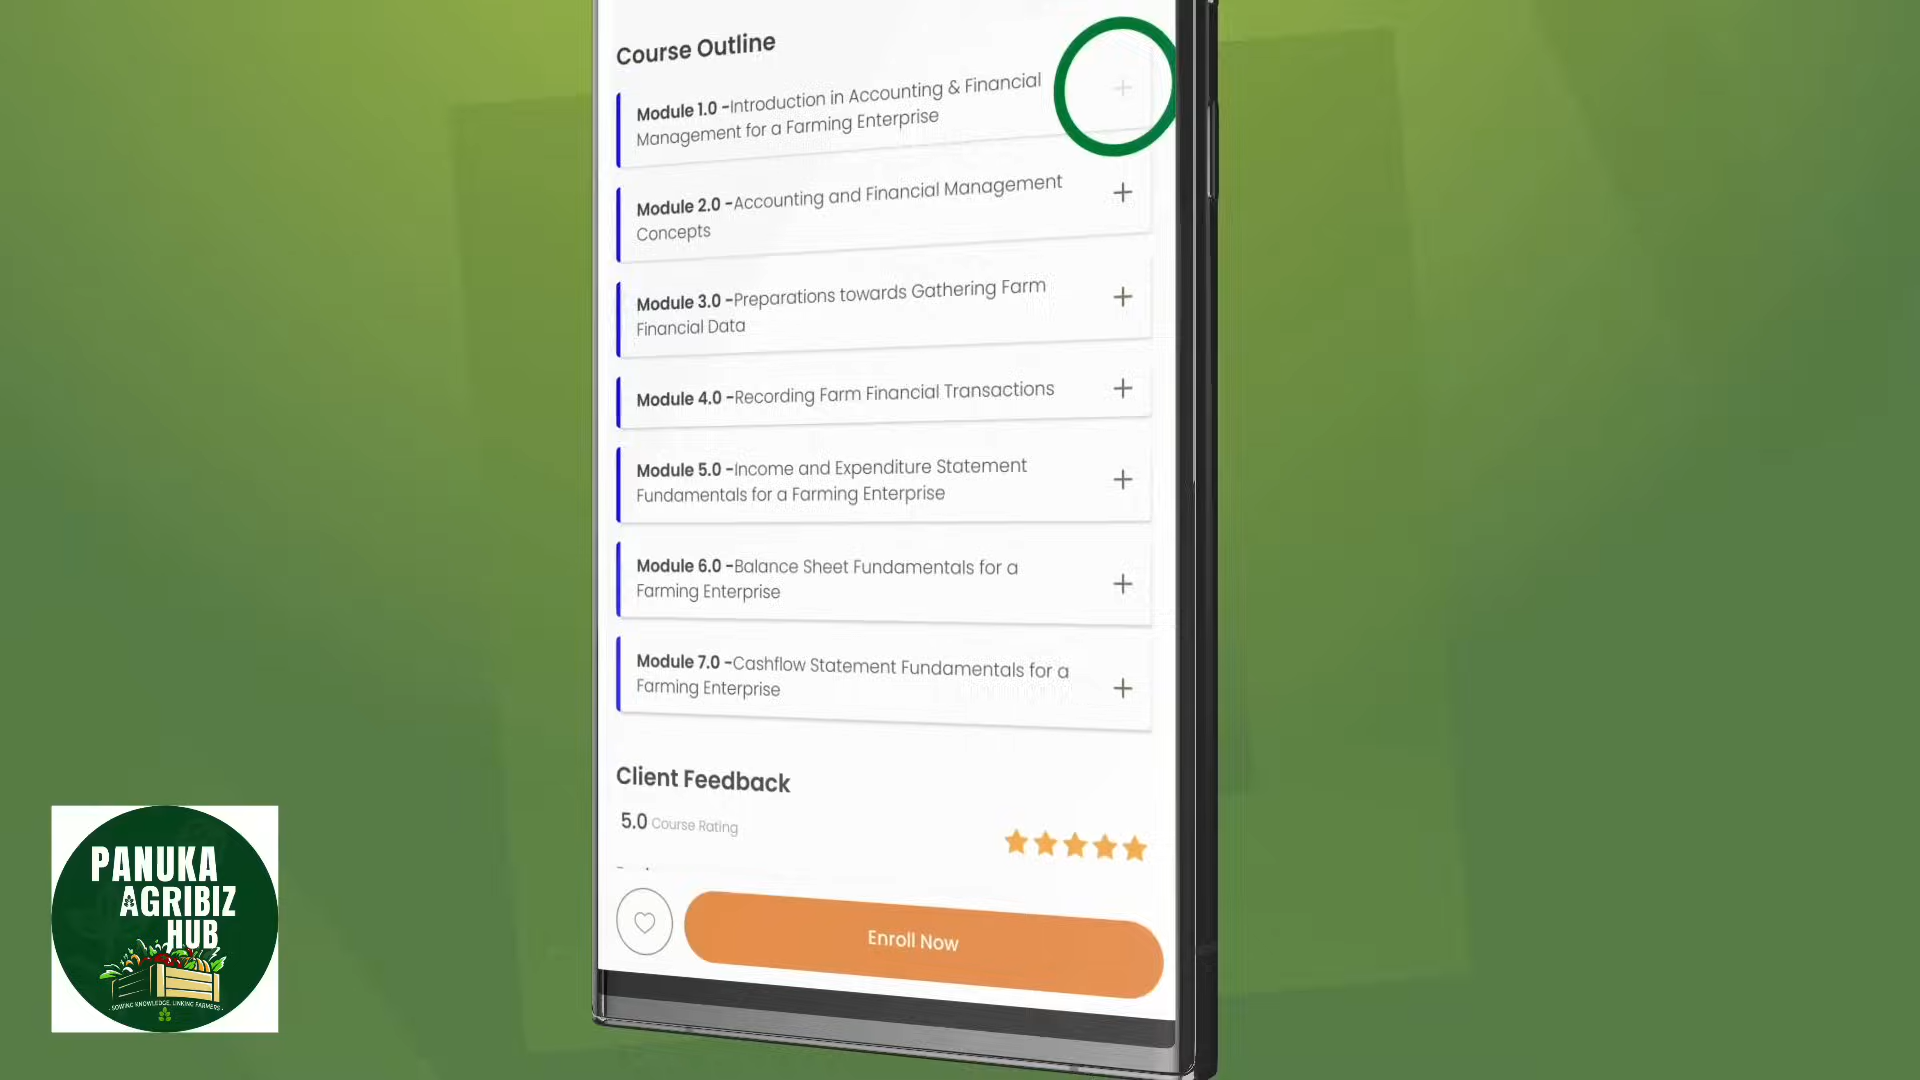 Course Outline
Module 1.0 -Introduction in Accounting & Financial
Management for a Farming Enterprise
Module 2.0 -Accounting and Financial Management
Concepts
Module 3.0 -Preparations towards Gathering Farm
Financial Data
Module 4.0 -Recording Farm Financial Transactions
Module 5.0 -Income and Expenditure Statement
Fundamentals for a Farming Enterprise
Module 6.0 -Balance Sheet Fundamentals for a
Farming Enterprise
Module 7.0 -Cashflow Statement Fundamentals for a
Farming Enterprise
Client Feedback
5.0 Course Rating
Enroll Now
PANUKA
AGRIBIZ
HUB
· SOWING KNOWLEDGE, LINKING FARMERS ·